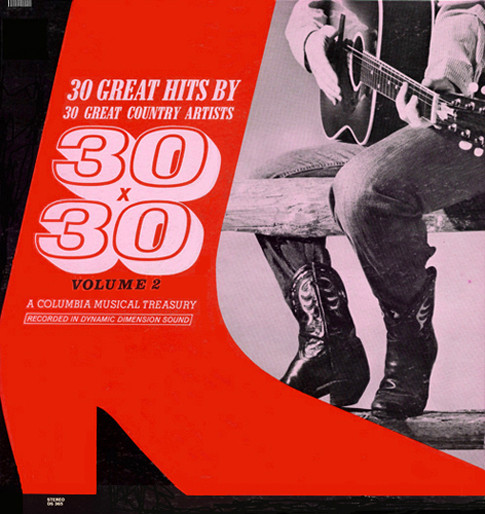 30 GREAT HITS BY
30 GREAT COUNTRY ARTISTS
30
x
30
VOLUME 2
A COLUMBIA MUSICAL TREASURY
RECORDED IN DYNAMIC DIMENSION SOUND
STEREO